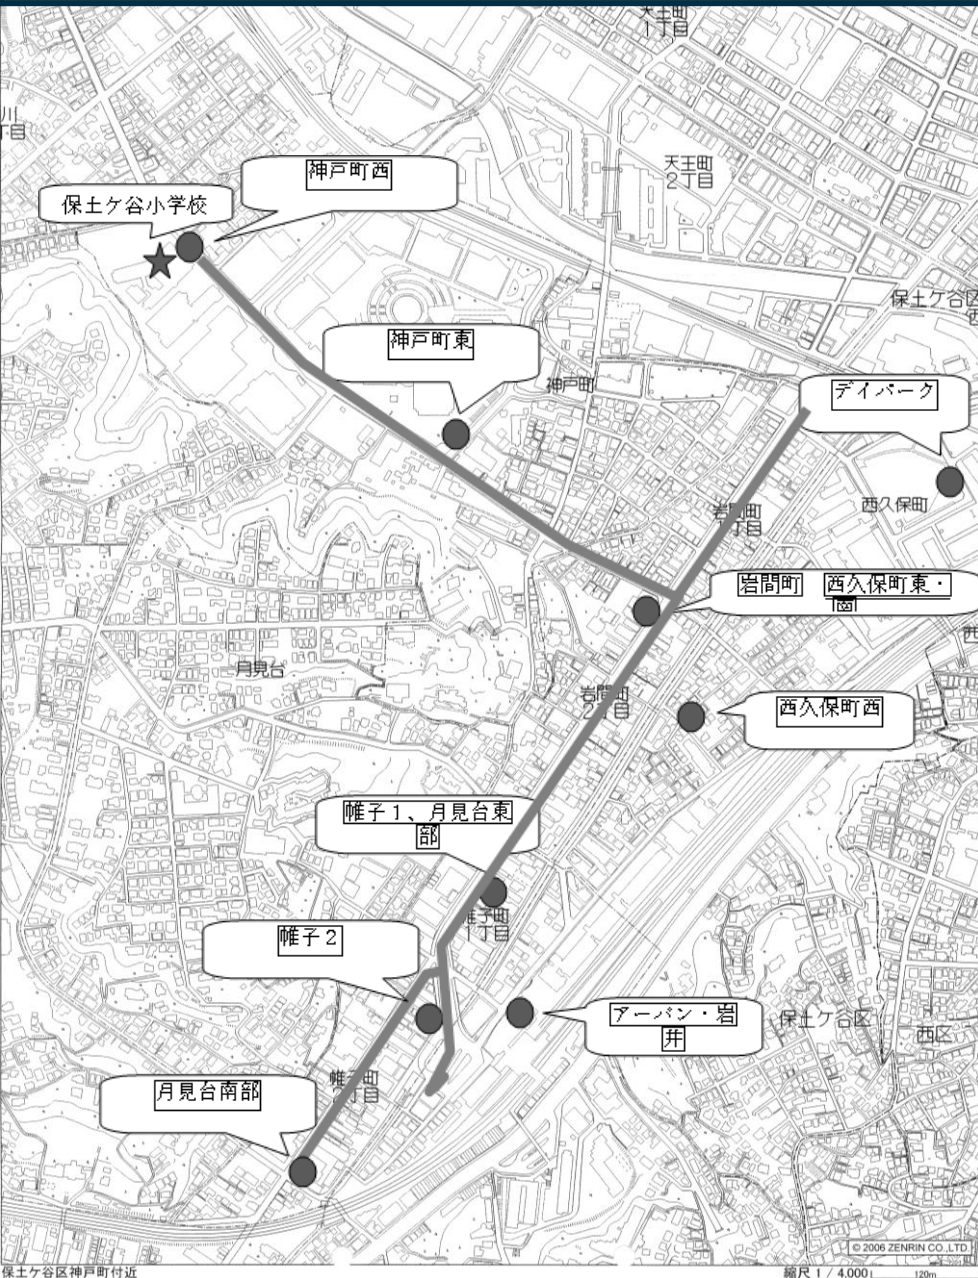 天王町
1丁目
川
丁目
天王町
2丁目
神戸町西
保土ケ谷小学校
保土ケ谷区
神戸町東
神戸町
デイパーク
西久保町
岩間町
1丁目
岩間町　西久保町東・
月見台
岩間町
2丁目
西久保町西
帷子１、月見台東
部
帷子町
1丁目
帷子２
アーバン・岩
井
保土ケ谷区
西区
月見台南部
帷子町
2丁目
© 2006 ZENRIN CO.,LTD
保土ケ谷区神戸町付近
縮尺 1 / 4,000
120m